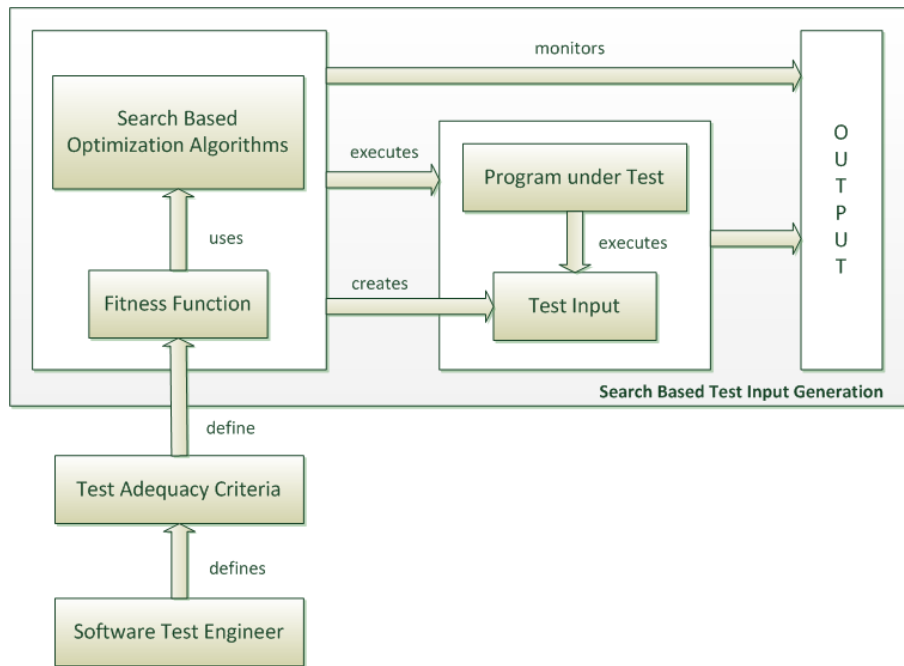 monitors
Search Based
Optimization Algorithms
executes
Program under Test
uses
executes
creates
Fitness Function
Test Input
O
U
T
P
U
T
Search Based Test Input Generation
define
Test Adequacy Criteria
defines
Software Test Engineer